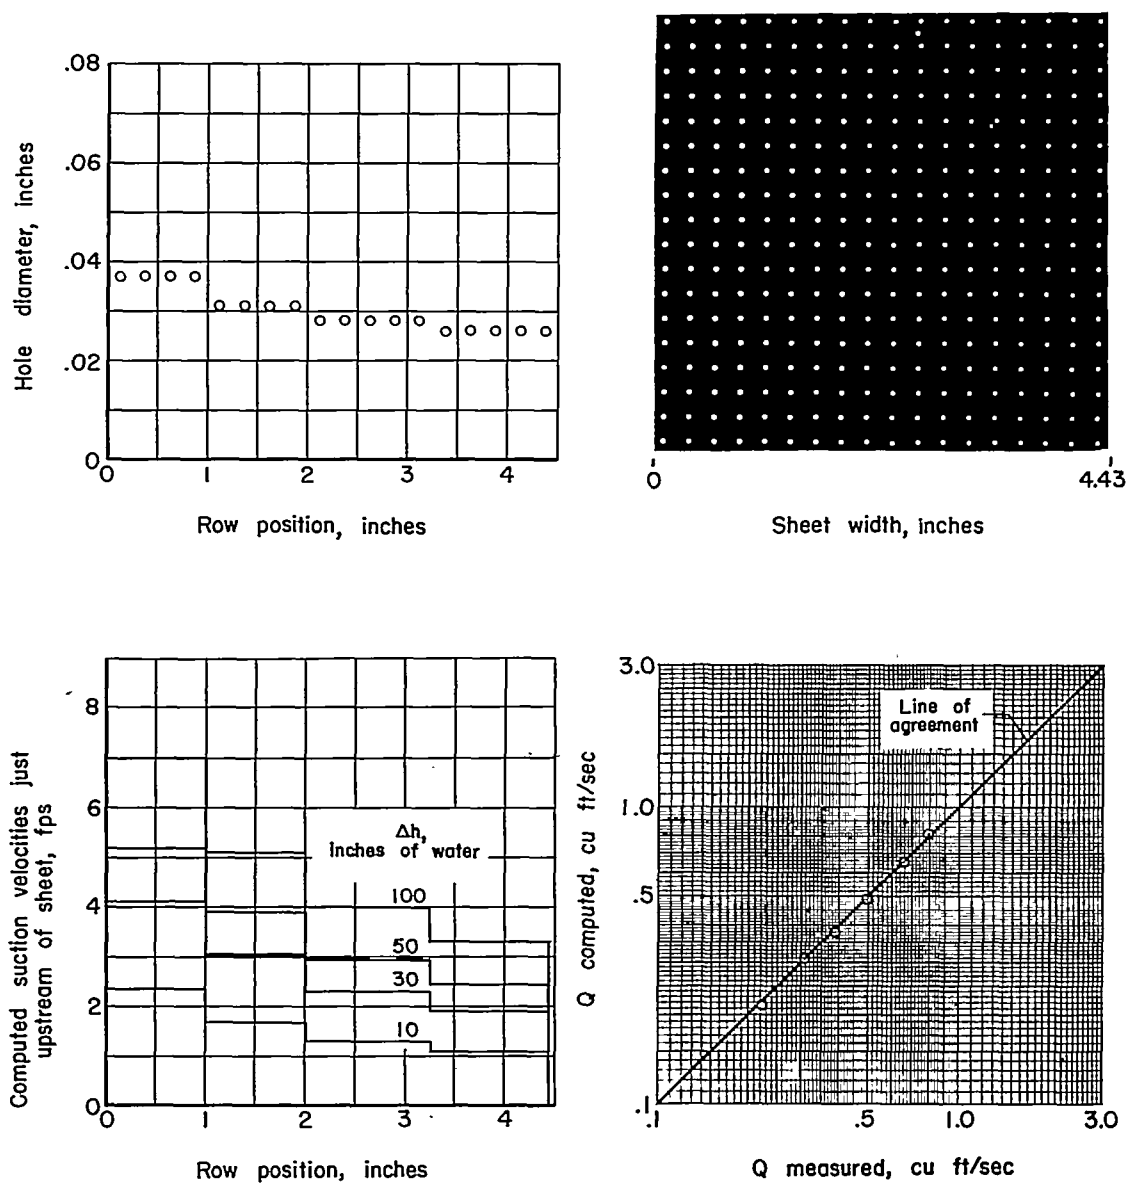 .08
.06
.04
.02
0
Hole diameter, inches
0 1 2 3 4
Row position, inches
0 4.43
Sheet width, inches
8
6
4
2
0
Computed suction velocities just
upstream of sheet, fps
Δh,
inches of water
100
50
30
10
0 1 2 3 4
Row position, inches
3.0
1.0
.5
.1
Q computed, cu ft/sec
Line of
agreement
.1 .5 1.0 3.0
Q measured, cu ft/sec